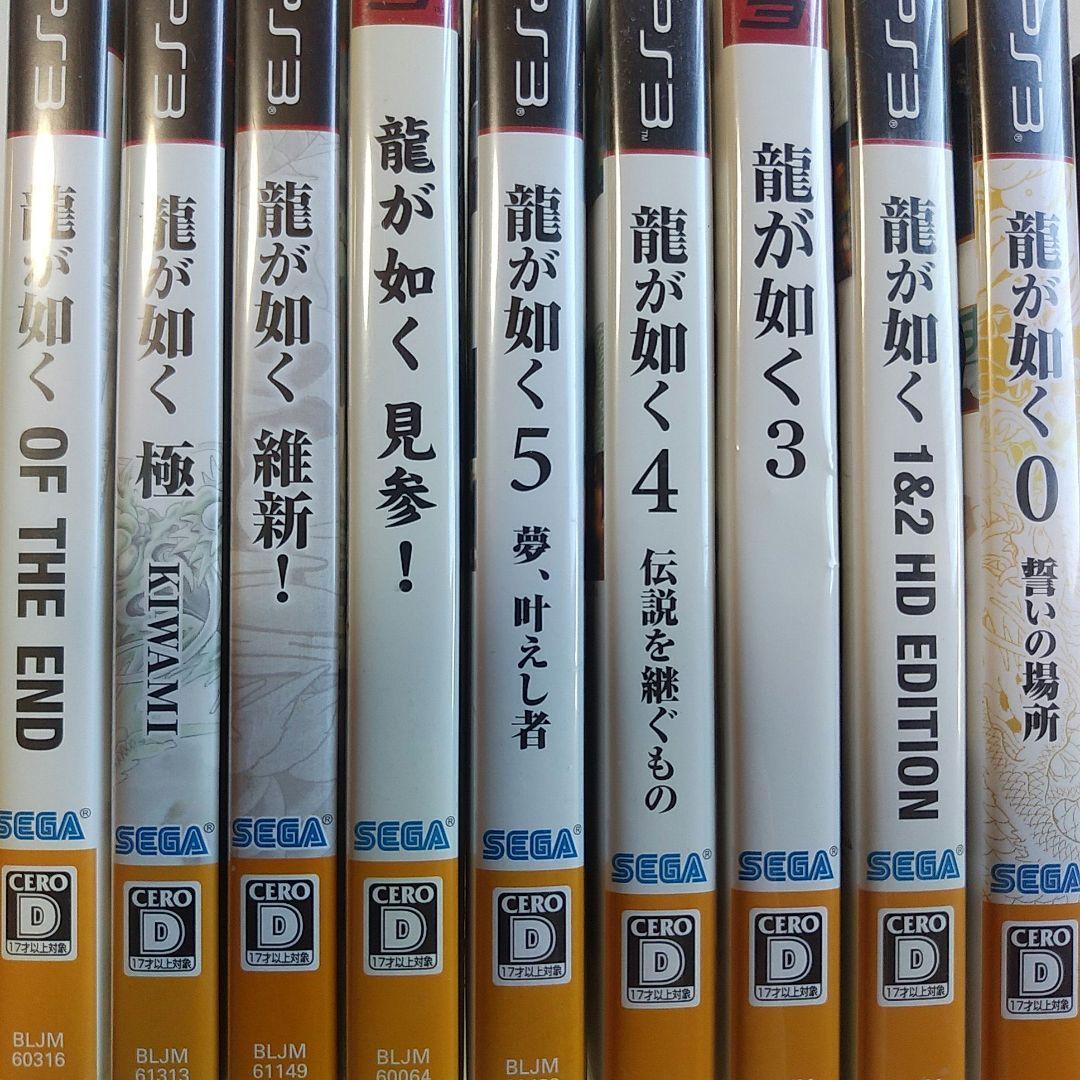 PS3
龍が如く OF THE END
SEGA
CERO
D
17才以上対象
BLJM
60316
PS3
龍が如く 極 KIWAMI
SEGA
CERO
D
17才以上対象
BLJM
61313
PS3
龍が如く 維新!
SEGA
CERO
D
17才以上対象
BLJM
61149
龍が如く 見参!
SEGA
CERO
D
17才以上対象
BLJM
60064
PS3
龍が如く5 夢、叶えし者
SEGA
CERO
D
17才以上対象
BLJM
PS3
龍が如く4 伝説を継ぐもの
SEGA
CERO
D
17才以上対象
3
龍が如く3
SEGA
CERO
D
17才以上対象
PS3
龍が如く 1&2 HD EDITION
SEGA
CERO
D
17才以上対象
PS3
龍が如く0 誓いの場所
SEGA
CERO
D
17才以上対象